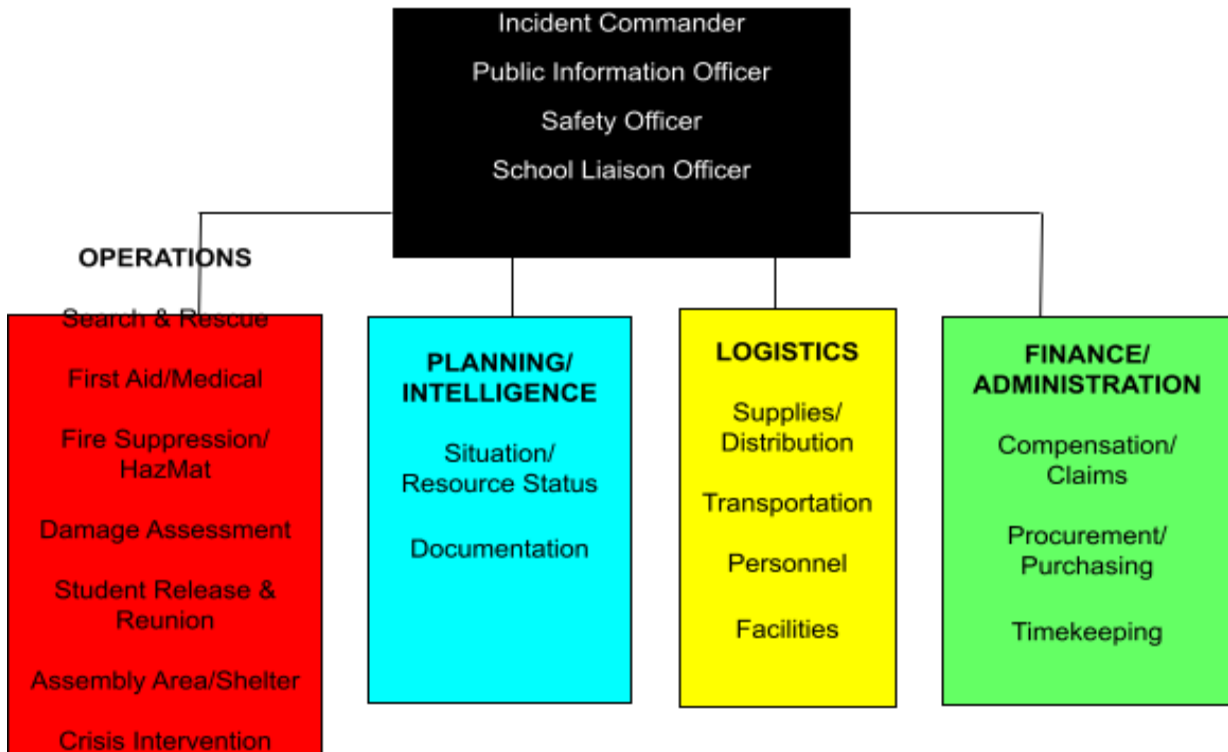 Incident Commander
Public Information Officer
Safety Officer
School Liaison Officer
OPERATIONS
Search & Rescue
First Aid/Medical
Fire Suppression/
HazMat
Damage Assessment
Student Release &
Reunion
Assembly Area/Shelter
Crisis Intervention
PLANNING/
INTELLIGENCE
Situation/
Resource Status
Documentation
LOGISTICS
Supplies/
Distribution
Transportation
Personnel
Facilities
FINANCE/
ADMINISTRATION
Compensation/
Claims
Procurement/
Purchasing
Timekeeping